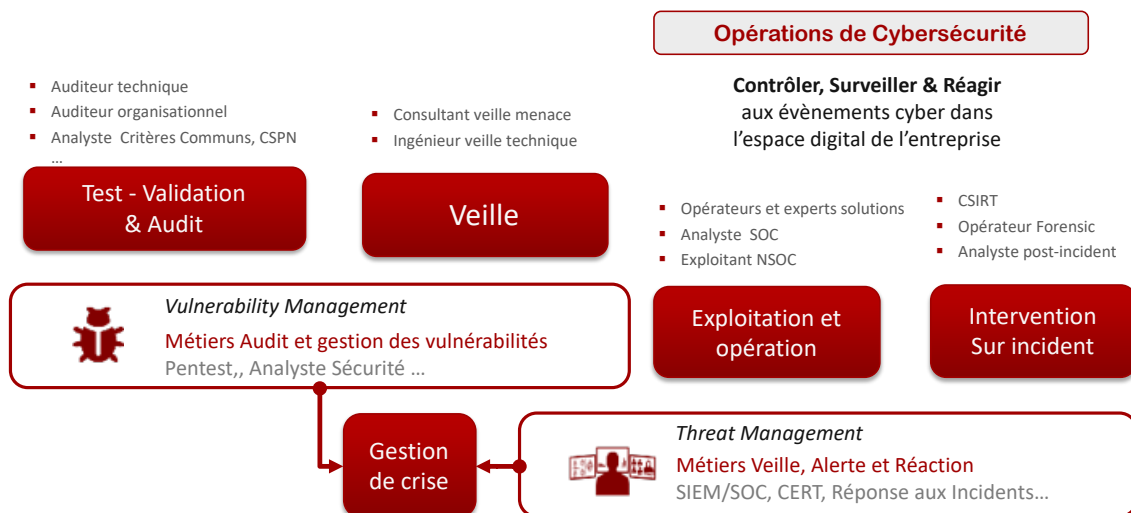 Opérations de Cybersécurité
Contrôler, Surveiller & Réagir
aux évènements cyber dans
l’espace digital de l’entreprise
Auditeur technique
Auditeur organisationnel
Analyste Critères Communs, CSPN
…
Test - Validation
& Audit
Consultant veille menace
Ingénieur veille technique
Veille
Opérateurs et experts solutions
Analyste SOC
Exploitant NSOC
Exploitation et
opération
CSIRT
Opérateur Forensic
Analyste post-incident
Intervention
Sur incident
Vulnerability Management
Métiers Audit et gestion des vulnérabilités
Pentest,, Analyste Sécurité …
Gestion
de crise
Threat Management
Métiers Veille, Alerte et Réaction
SIEM/SOC, CERT, Réponse aux Incidents…